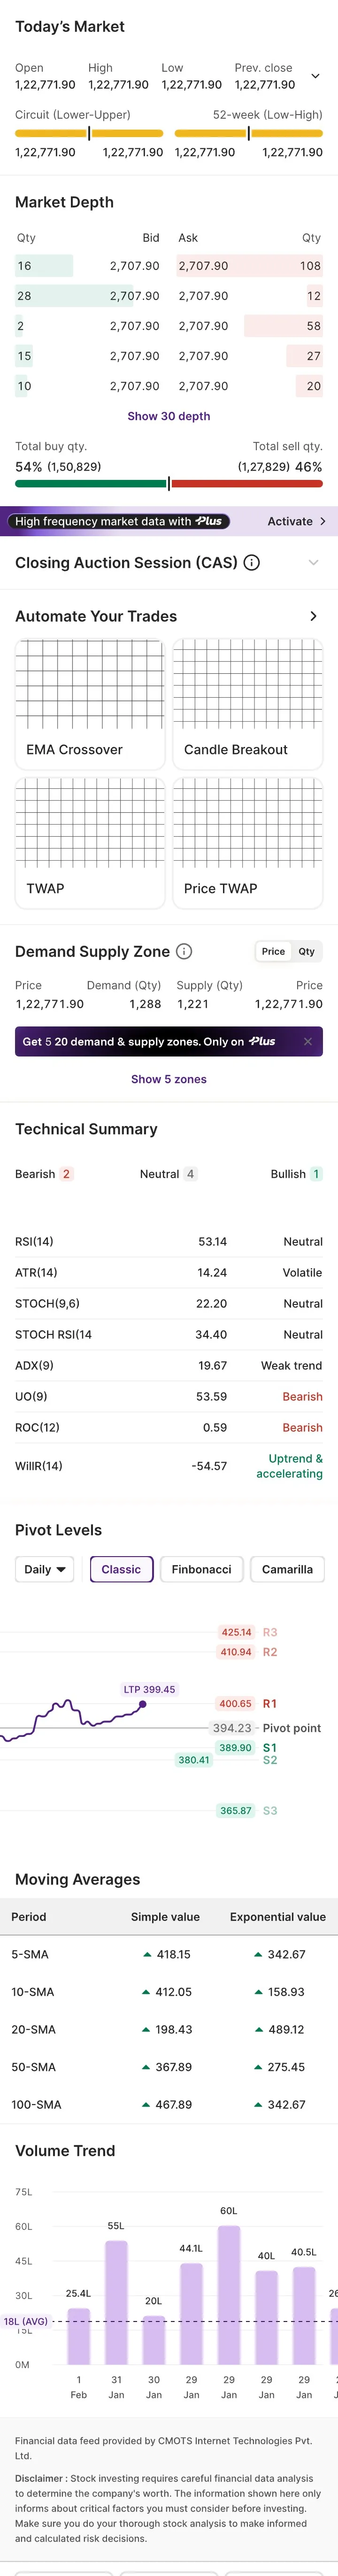 Today's Market
Open High Low Prev. close
1,22,771.90 1,22,771.90 1,22,771.90 1,22,771.90
Circuit (Lower-Upper) 52-week (Low-High)
1,22,771.90 1,22,771.90 1,22,771.90 1,22,771.90
Market Depth
Qty Bid Ask Qty
16 2,707.90 2,707.90 108
28 2,707.90 2,707.90 12
2 2,707.90 2,707.90 58
15 2,707.90 2,707.90 27
10 2,707.90 2,707.90 20
Show 30 depth
Total buy qty. Total sell qty.
54% (1,50,829) (1,27,829) 46%
High frequency market data with Plus Activate
Closing Auction Session (CAS)
Automate Your Trades
EMA Crossover Candle Breakout
TWAP Price TWAP
Demand Supply Zone Price Qty
Price Demand (Qty) Supply (Qty) Price
1,22,771.90 1,288 1,221 1,22,771.90
Get 5 20 demand & supply zones. Only on Plus
Show 5 zones
Technical Summary
Bearish 2 Neutral 4 Bullish 1
RSI(14) 53.14 Neutral
ATR(14) 14.24 Volatile
STOCH(9,6) 22.20 Neutral
STOCH RSI(14 34.40 Neutral
ADX(9) 19.67 Weak trend
UO(9) 53.59 Bearish
ROC(12) 0.59 Bearish
WillR(14) -54.57 Uptrend &
accelerating
Pivot Levels
Daily Classic Finbonacci Camarilla
425.14 R3
410.94 R2
LTP 399.45
400.65 R1
394.23 Pivot point
389.90 S1
380.41 S2
365.87 S3
Moving Averages
Period Simple value Exponential value
5-SMA 418.15 342.67
10-SMA 412.05 158.93
20-SMA 198.43 489.12
50-SMA 367.89 275.45
100-SMA 467.89 342.67
Volume Trend
75L
60L
45L
30L
18L (AVG)
15L
0M
25.4L 55L 20L 44.1L 60L 40L 40.5L 26
1 31 30 29 29 29 29
Feb Jan Jan Jan Jan Jan Jan
Financial data feed provided by CMOTS Internet Technologies Pvt.
Ltd.
Disclaimer : Stock investing requires careful financial data analysis
to determine the company's worth. The information shown here only
informs about critical factors you must consider before investing.
Make sure you do your thorough stock analysis to make informed
and calculated risk decisions.